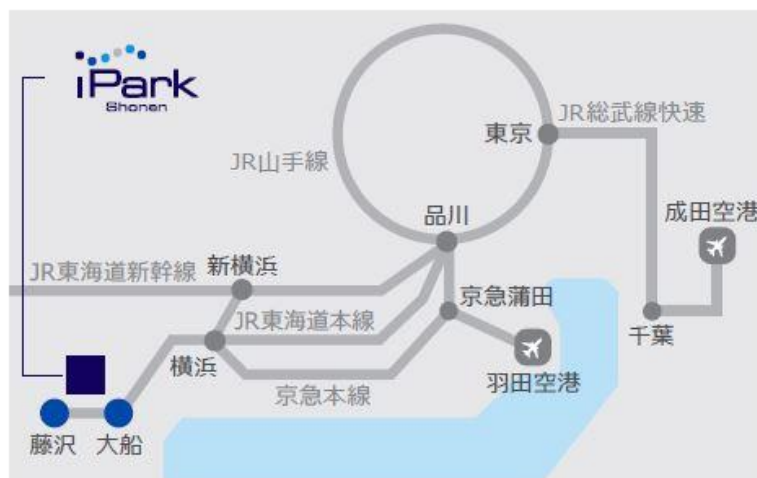 iPark
Shonan
JR総武線快速
東京
JR山手線
成田空港
品川
JR東海道新幹線
新横浜
京急蒲田
JR東海道本線
千葉
横浜
羽田空港
京急本線
藤沢
大船